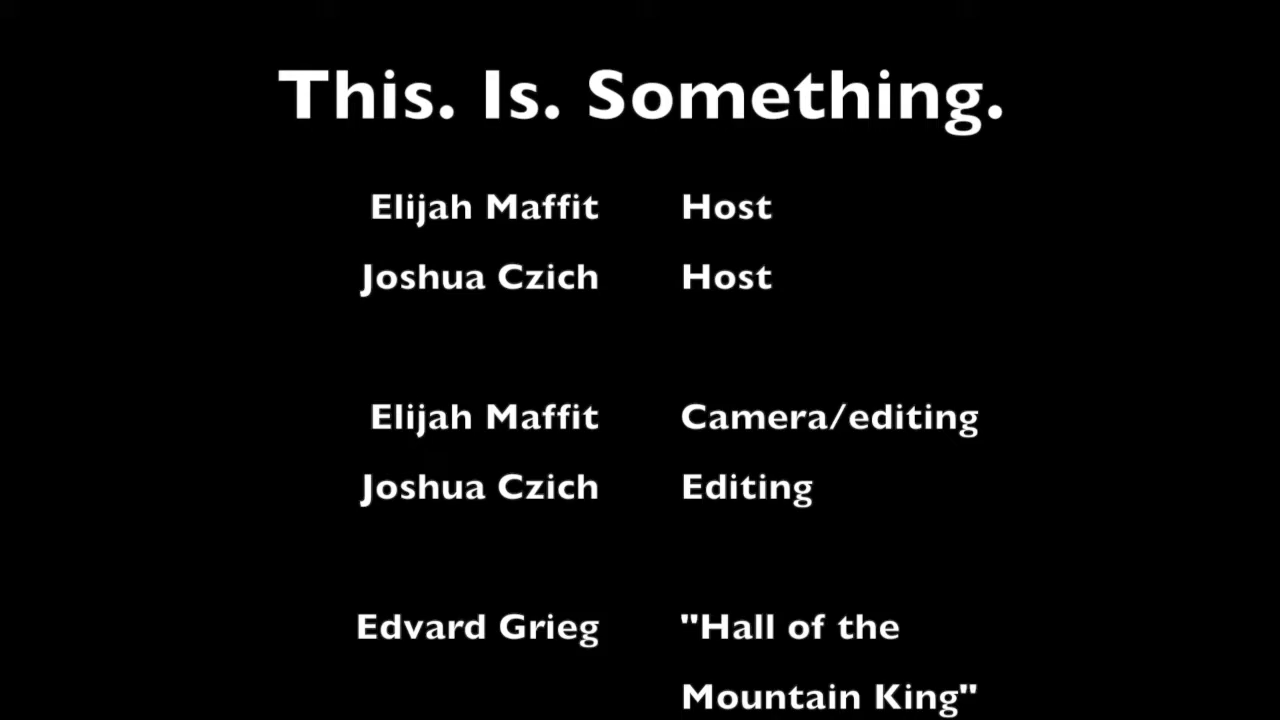 This. Is. Something.
Elijah Maffit Host
Joshua Czich Host
Elijah Maffit Camera/editing
Joshua Czich Editing
Edvard Grieg "Hall of the
Mountain King"